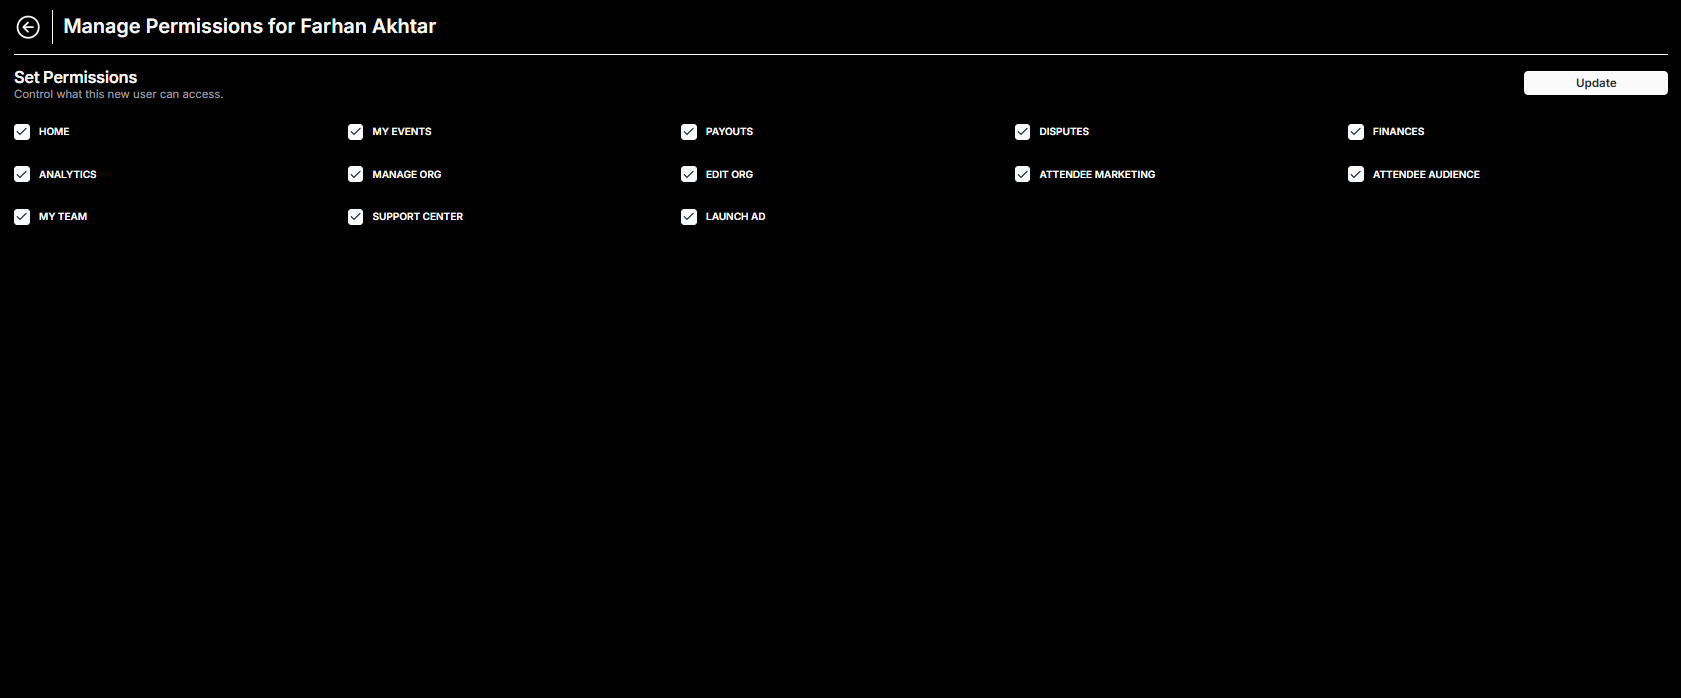 Manage Permissions for Farhan Akhtar
Set Permissions
Control what this new user can access.
Update
HOME
MY EVENTS
PAYOUTS
DISPUTES
FINANCES
ANALYTICS
MANAGE ORG
EDIT ORG
ATTENDEE MARKETING
ATTENDEE AUDIENCE
MY TEAM
SUPPORT CENTER
LAUNCH AD